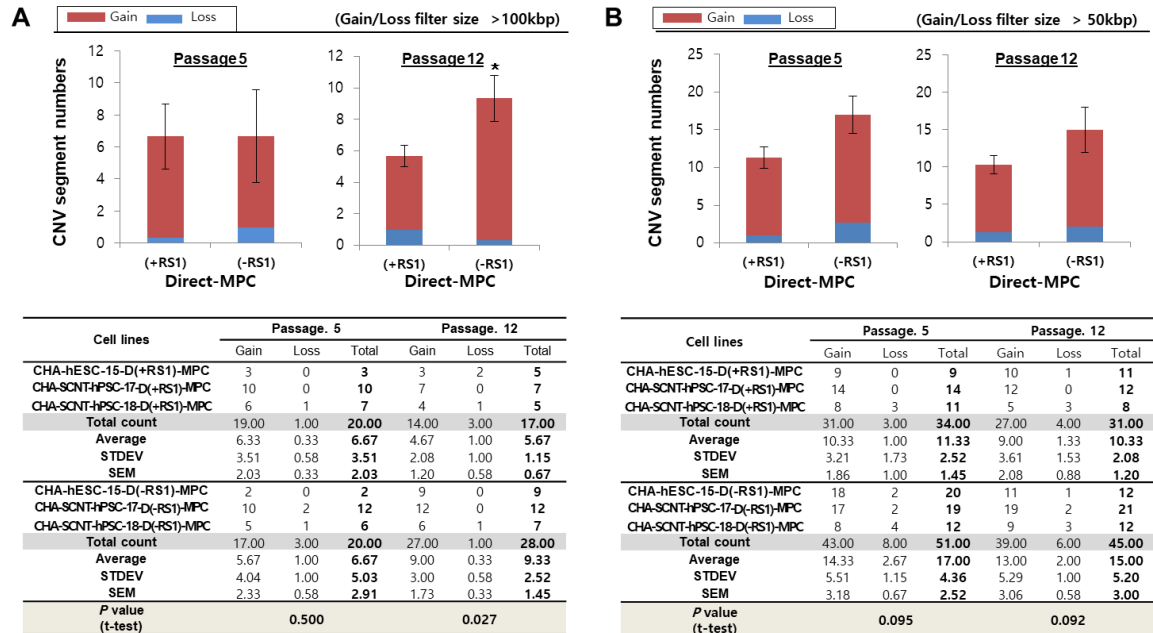 A
Gain Loss (Gain/Loss filter size >100kbp)
Passage 5
Passage 12
CNV segment numbers
12
10
8
6
4
2
0
12
10
8
6
4
2
0
*
(+RS1) (-RS1)
Direct-MPC
(+RS1) (-RS1)
Direct-MPC
Cell lines Passage. 5 Passage. 12
Gain Loss Total Gain Loss Total
CHA-hESC-15-D(+RS1)-MPC 3 0 3 3 2 5
CHA-SCNT-hPSC-17-D(+RS1)-MPC 10 0 10 7 0 7
CHA-SCNT-hPSC-18-D(+RS1)-MPC 6 1 7 4 1 5
Total count 19.00 1.00 20.00 14.00 3.00 17.00
Average 6.33 0.33 6.67 4.67 1.00 5.67
STDEV 3.51 0.58 3.51 2.08 1.00 1.15
SEM 2.03 0.33 2.03 1.20 0.58 0.67
CHA-hESC-15-D(-RS1)-MPC 2 0 2 9 0 9
CHA-SCNT-hPSC-17-D(-RS1)-MPC 10 2 12 12 0 12
CHA-SCNT-hPSC-18-D(-RS1)-MPC 5 1 6 6 1 7
Total count 17.00 3.00 20.00 27.00 1.00 28.00
Average 5.67 1.00 6.67 9.00 0.33 9.33
STDEV 4.04 1.00 5.03 3.00 0.58 2.52
SEM 2.33 0.58 2.91 1.73 0.33 1.45
P value
(t-test) 0.500 0.027
B
Gain Loss (Gain/Loss filter size > 50kbp)
Passage 5
Passage 12
CNV segment numbers
25
20
15
10
5
0
25
20
15
10
5
0
(+RS1) (-RS1)
Direct-MPC
(+RS1) (-RS1)
Direct-MPC
Cell lines Passage. 5 Passage. 12
Gain Loss Total Gain Loss Total
CHA-hESC-15-D(+RS1)-MPC 9 0 9 10 1 11
CHA-SCNT-hPSC-17-D(+RS1)-MPC 14 0 14 12 0 12
CHA-SCNT-hPSC-18-D(+RS1)-MPC 8 3 11 5 3 8
Total count 31.00 3.00 34.00 27.00 4.00 31.00
Average 10.33 1.00 11.33 9.00 1.33 10.33
STDEV 3.21 1.73 2.52 3.61 1.53 2.08
SEM 1.86 1.00 1.45 2.08 0.88 1.20
CHA-hESC-15-D(-RS1)-MPC 18 2 20 11 1 12
CHA-SCNT-hPSC-17-D(-RS1)-MPC 17 2 19 19 2 21
CHA-SCNT-hPSC-18-D(-RS1)-MPC 8 4 12 9 3 12
Total count 43.00 8.00 51.00 39.00 6.00 45.00
Average 14.33 2.67 17.00 13.00 2.00 15.00
STDEV 5.51 1.15 4.36 5.29 1.00 5.20
SEM 3.18 0.67 2.52 3.06 0.58 3.00
P value
(t-test) 0.095 0.092